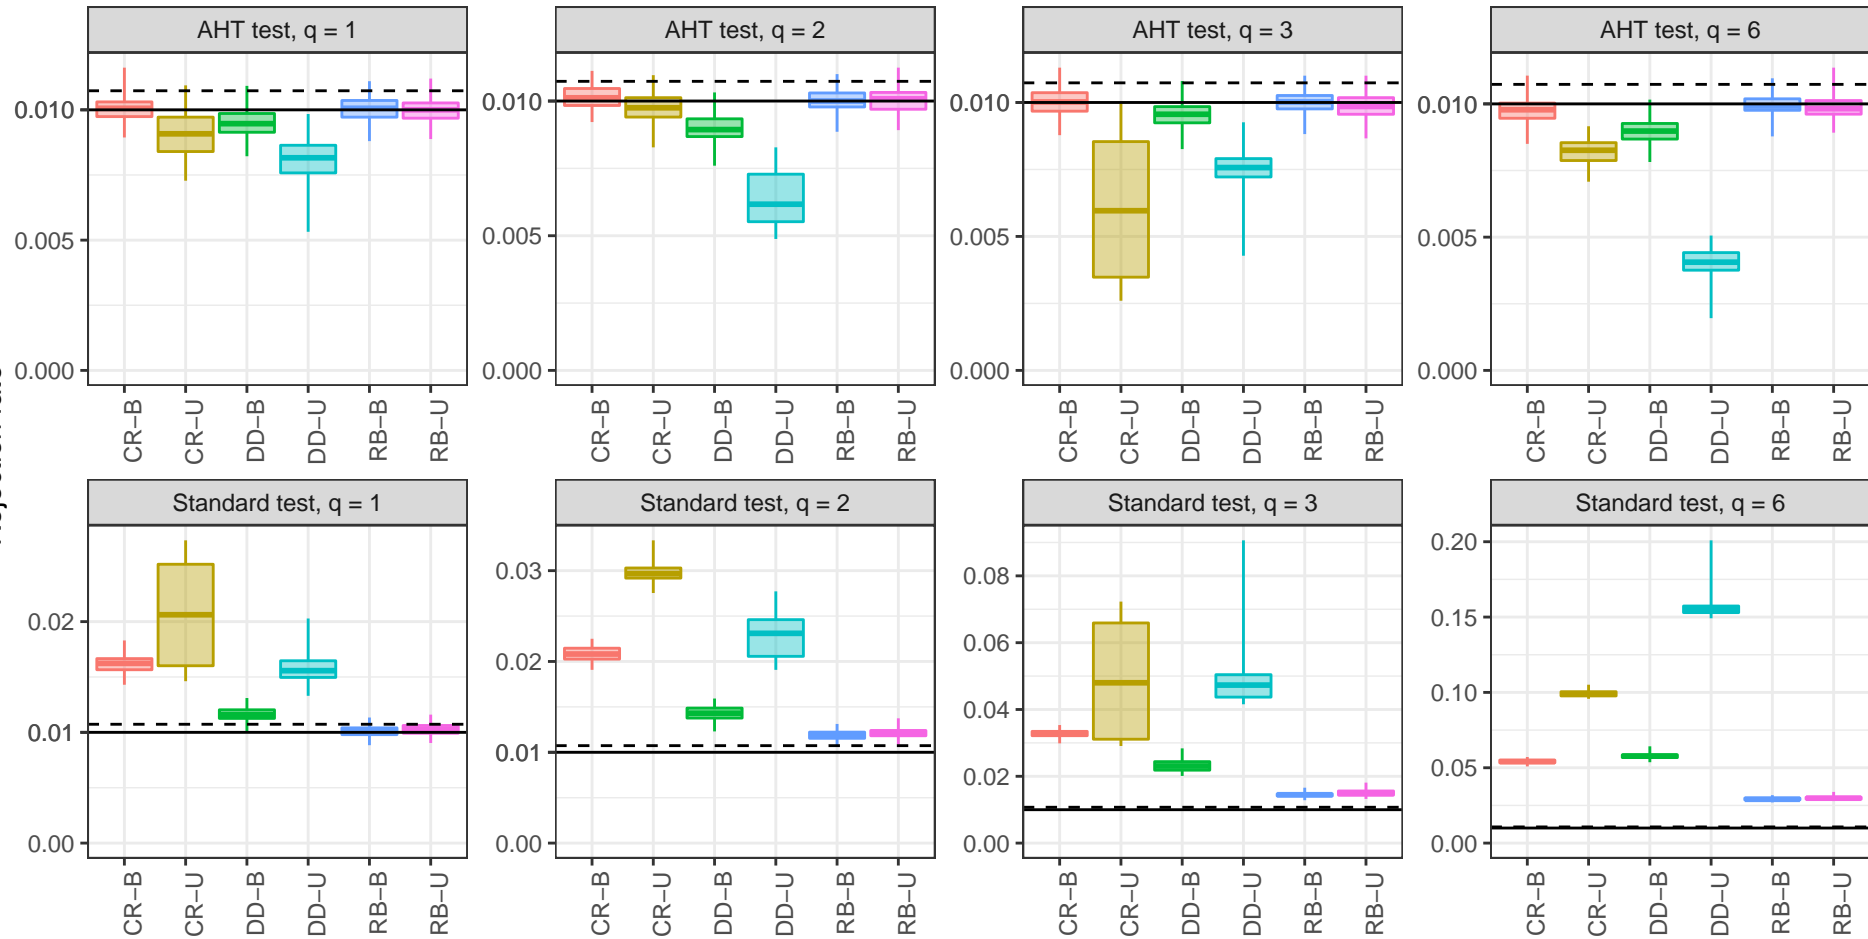 AHT test, q = 1
AHT test, q = 2
AHT test, q = 3
AHT test, q = 6
0.010
0.005
0.000
0.010
0.005
0.000
0.010
0.005
0.000
0.010
0.005
0.000
CR−B
CR−U
DD−B
DD−U
RB−B
RB−U
CR−B
CR−U
DD−B
DD−U
RB−B
RB−U
CR−B
CR−U
DD−B
DD−U
RB−B
RB−U
CR−B
CR−U
DD−B
DD−U
RB−B
RB−U
Standard test, q = 1
Standard test, q = 2
Standard test, q = 3
Standard test, q = 6
0.02
0.01
0.00
0.03
0.02
0.01
0.00
0.08
0.06
0.04
0.02
0.00
0.20
0.15
0.10
0.05
0.00
CR−B
CR−U
DD−B
DD−U
RB−B
RB−U
CR−B
CR−U
DD−B
DD−U
RB−B
RB−U
CR−B
CR−U
DD−B
DD−U
RB−B
RB−U
CR−B
CR−U
DD−B
DD−U
RB−B
RB−U